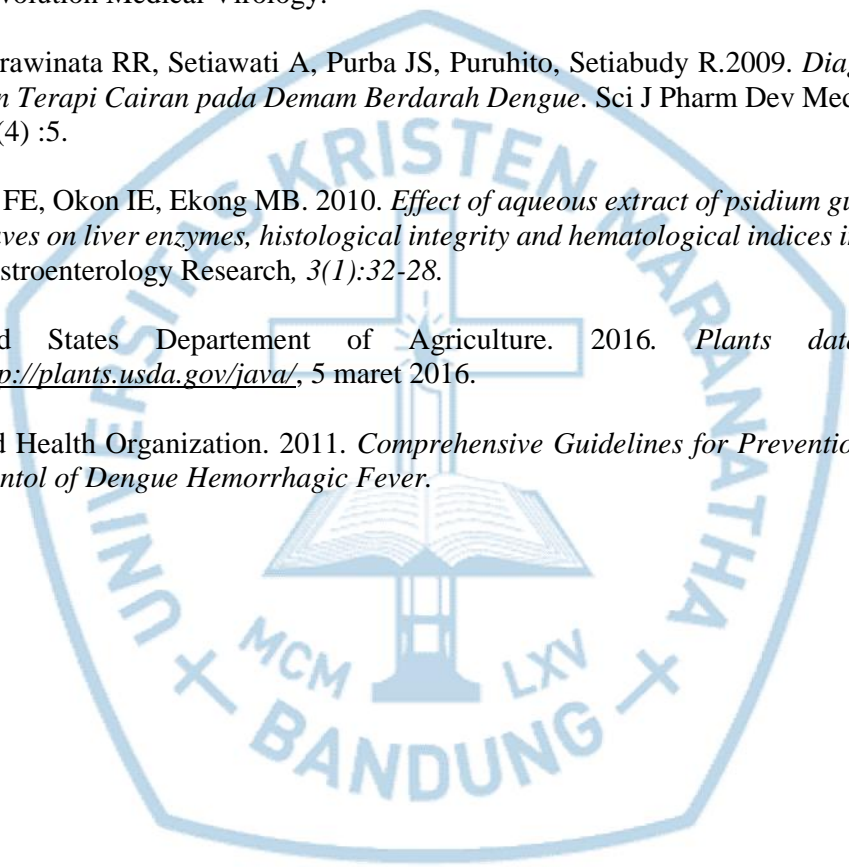 volution Medical Virology.
rawinata RR, Setiawati A, Purba JS, Puruhito, Setiabudy R.2009. Diag
n Terapi Cairan pada Demam Berdarah Dengue. Sci J Pharm Dev Med
(4) :5.
FE, Okon IE, Ekong MB. 2010. Effect of aqueous extract of psidium gu
aves on liver enzymes, histological integrity and hematological indices i
stroenterology Research, 3(1):32-28.
d States Departement of Agriculture. 2016. Plants data
p://plants.usda.gov/java/, 5 maret 2016.
d Health Organization. 2011. Comprehensive Guidelines for Preventio
ntol of Dengue Hemorrhagic Fever.
UNIVERSITAS KRISTEN MARANATHA
MCM LXV
BANDUNG